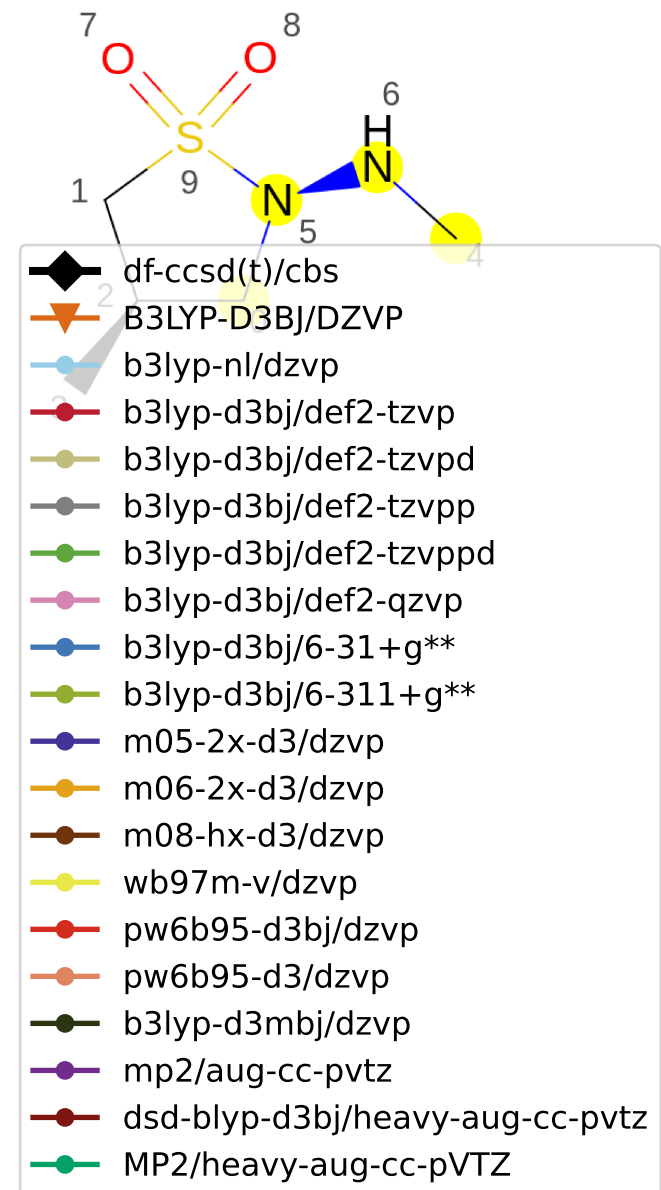 7
8
O
O
6
H
S
N
1
9
N
5
4
df-ccsd(t)/cbs
2
B3LYP-D3BJ/DZVP
b3lyp-nl/dzvp
3
b3lyp-d3bj/def2-tzvp
b3lyp-d3bj/def2-tzvpd
b3lyp-d3bj/def2-tzvpp
b3lyp-d3bj/def2-tzvppd
b3lyp-d3bj/def2-qzvp
b3lyp-d3bj/6-31+g**
b3lyp-d3bj/6-311+g**
m05-2x-d3/dzvp
m06-2x-d3/dzvp
m08-hx-d3/dzvp
wb97m-v/dzvp
pw6b95-d3bj/dzvp
pw6b95-d3/dzvp
b3lyp-d3mbj/dzvp
mp2/aug-cc-pvtz
dsd-blyp-d3bj/heavy-aug-cc-pvtz
MP2/heavy-aug-cc-pVTZ